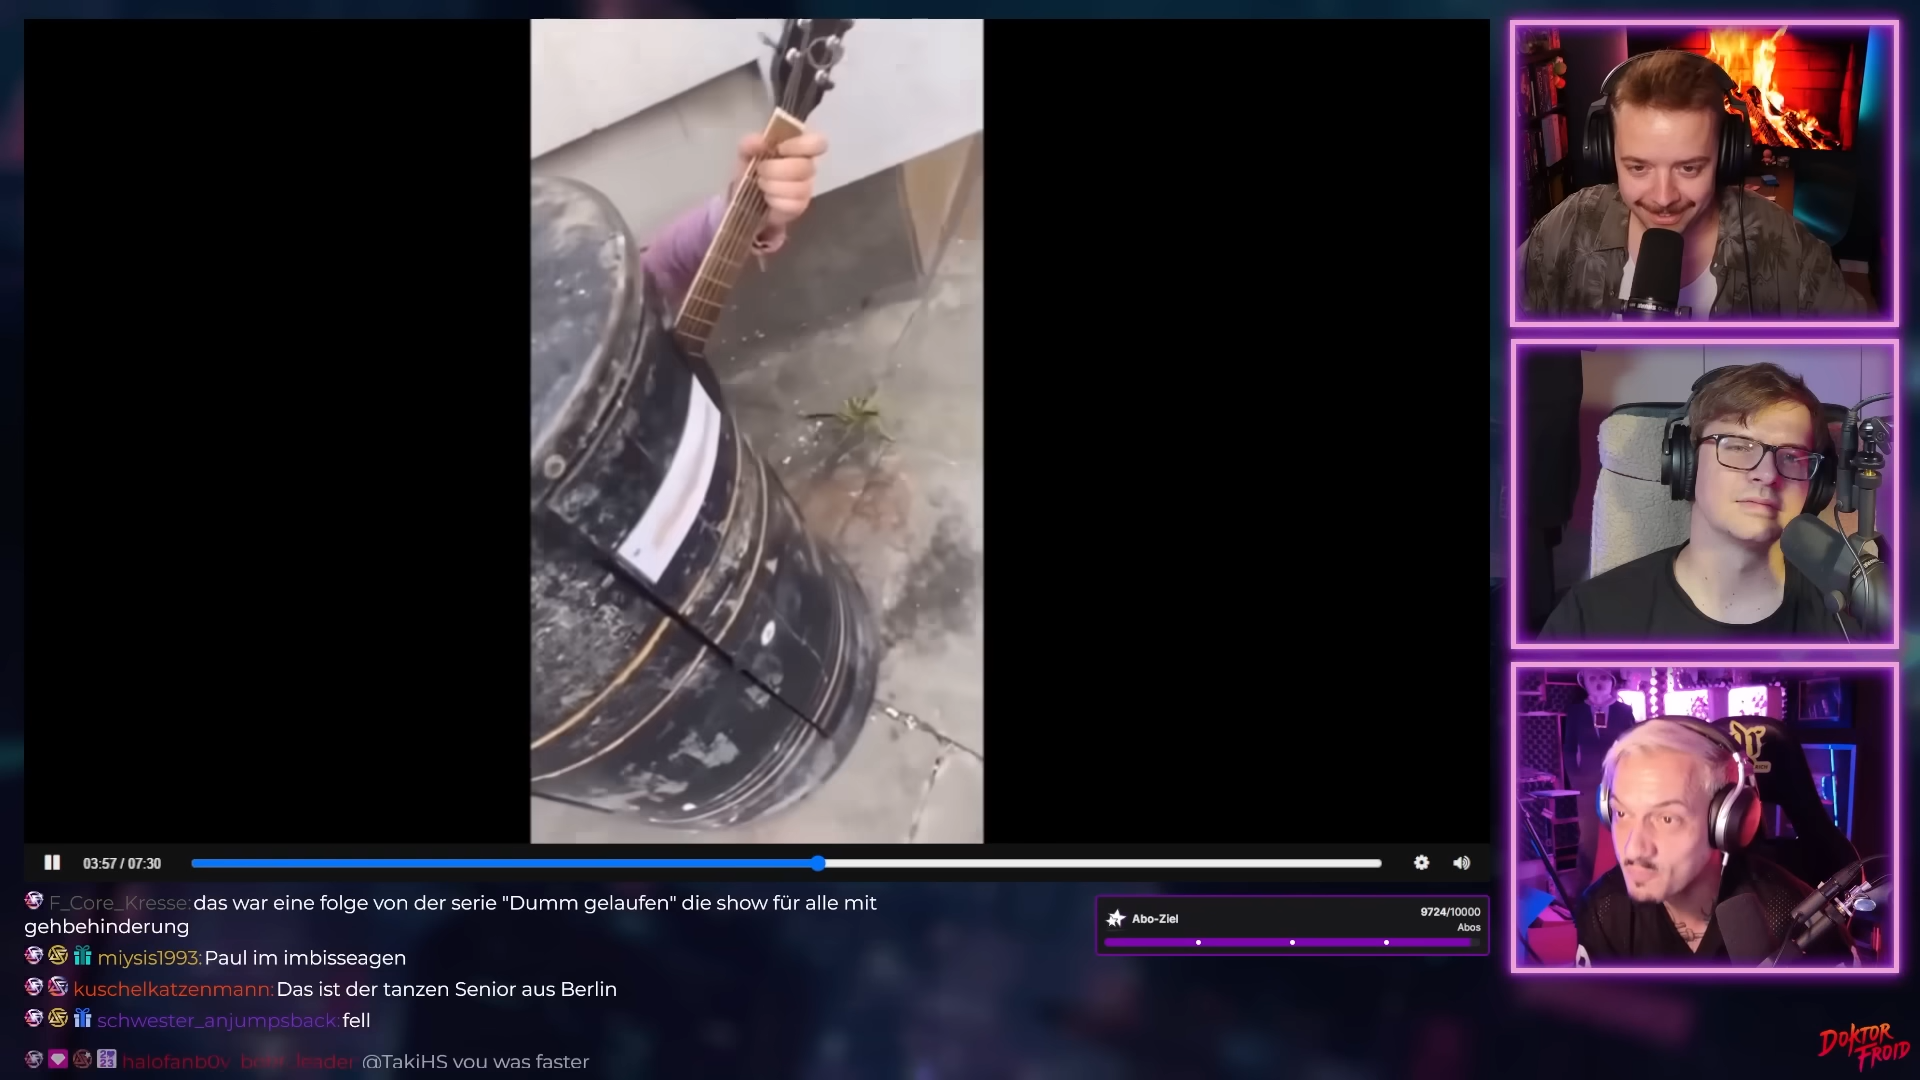 03:57 / 07:30
F_Core_Kresse: das war eine folge von der serie "Dumm gelaufen" die show für alle mit
gehbehinderung
miysis1993: Paul im imbisseagen
kuschelkatzenmann: Das ist der tanzen Senior aus Berlin
schwester_anjumpsback: fell
@TakiHS you was faster
Abo-Ziel
9724/10000
Abos
DOKTOR
FROID